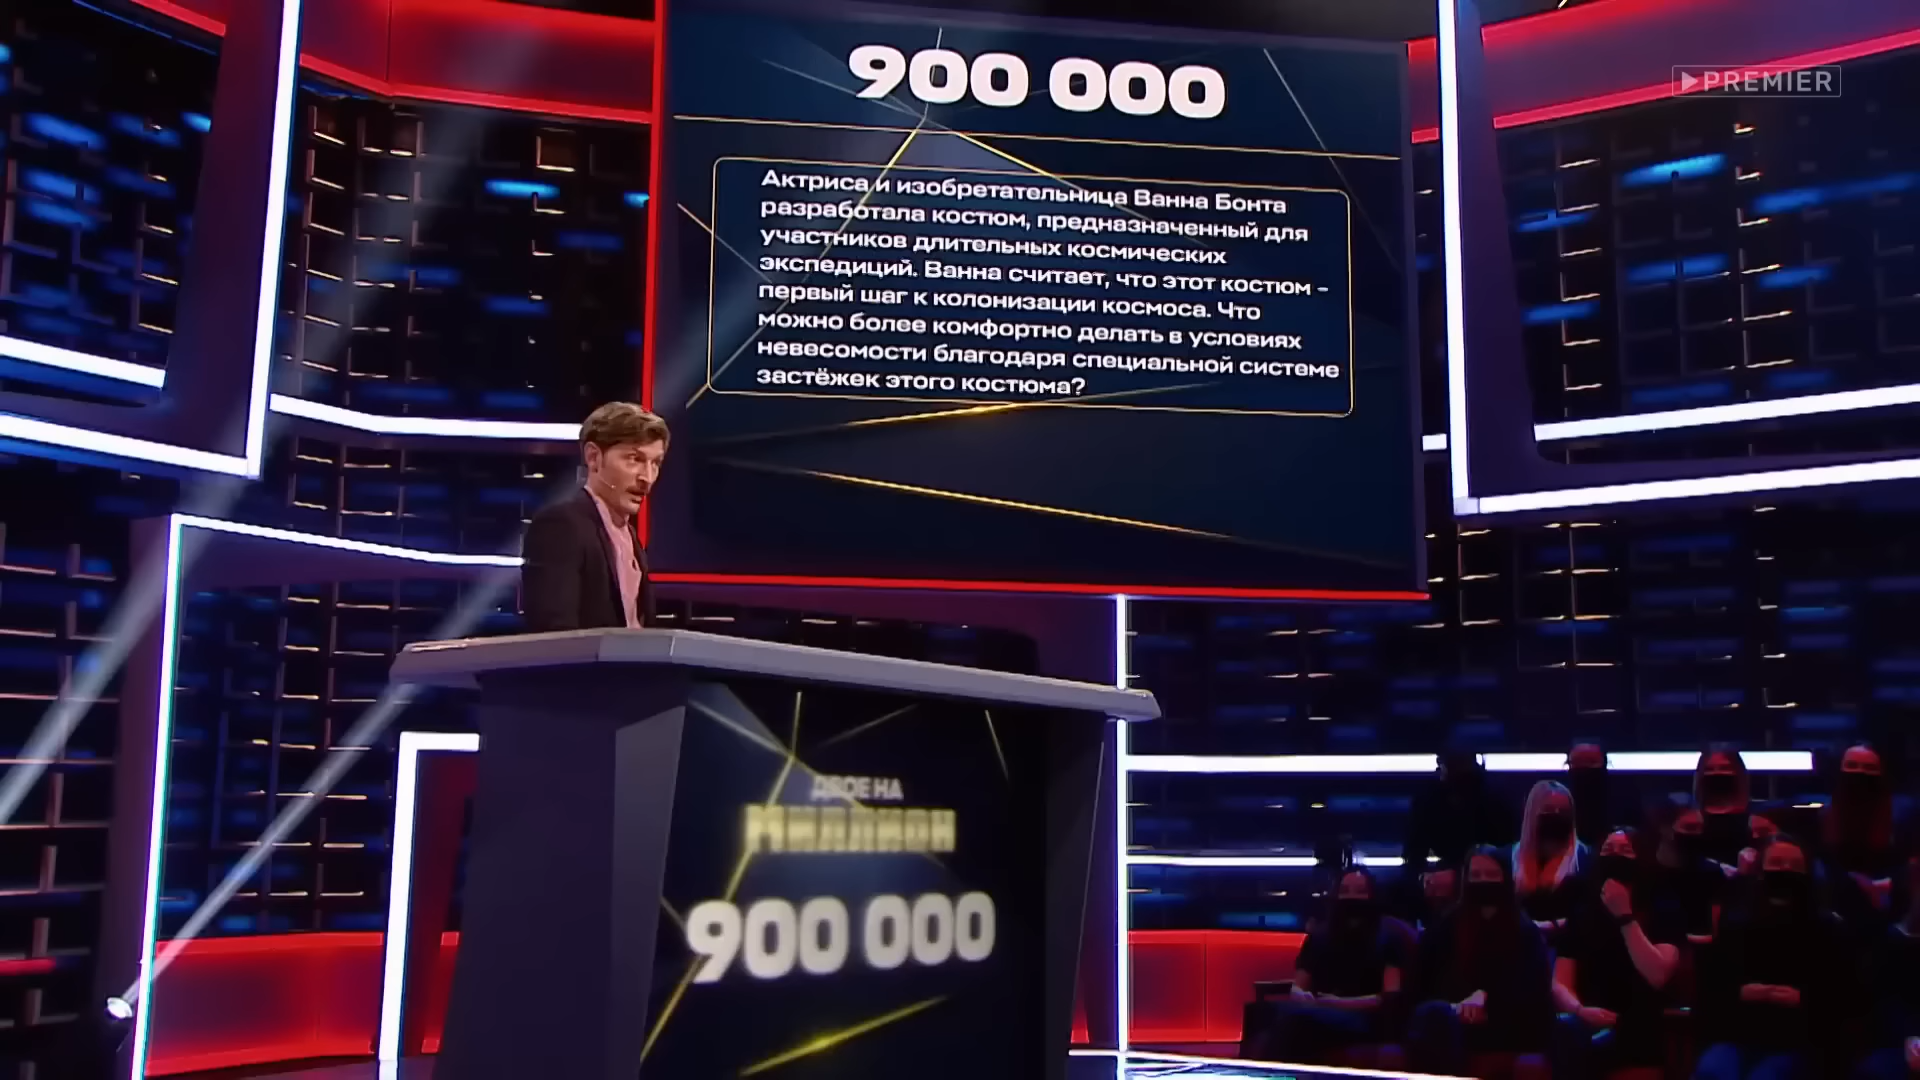 900 000
PREMIER
Актриса и изобретательница Ванна Бонта
разработала костюм, предназначенный для
участников длительных космических
экспедиций. Ванна считает, что этот костюм –
первый шаг к колонизации космоса. Что
можно более комфортно делать в условиях
невесомости благодаря специальной системе
застёжек этого костюма?
ДВОЕ НА
МИЛЛИОН
900 000